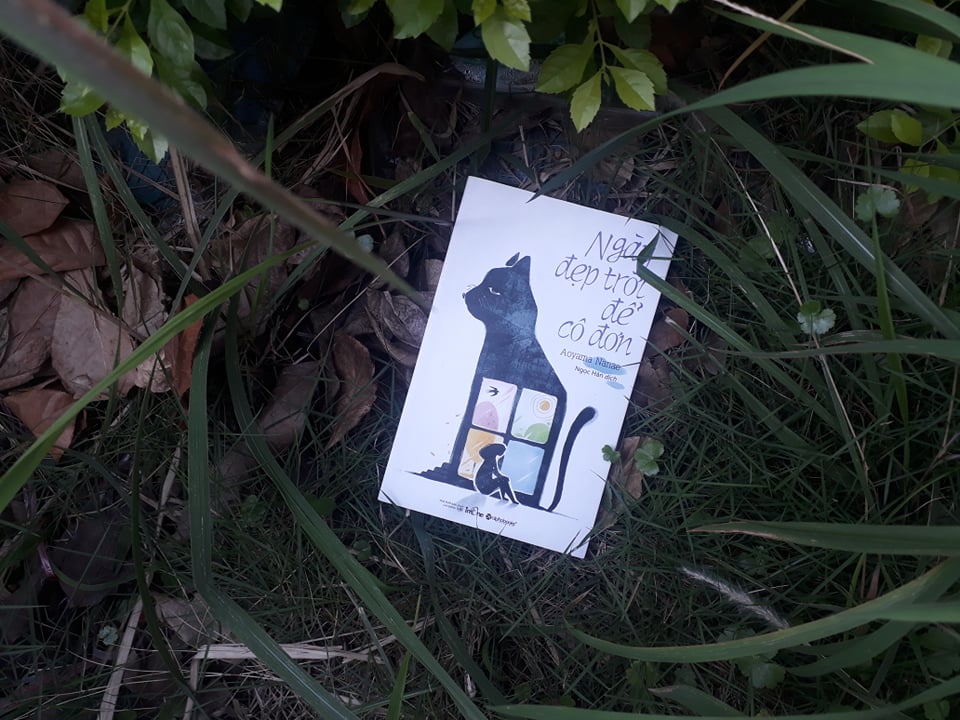 Ngày
đẹp trời
để
cô đơn
Aoyama Nanae
Ngọc Hân dịch